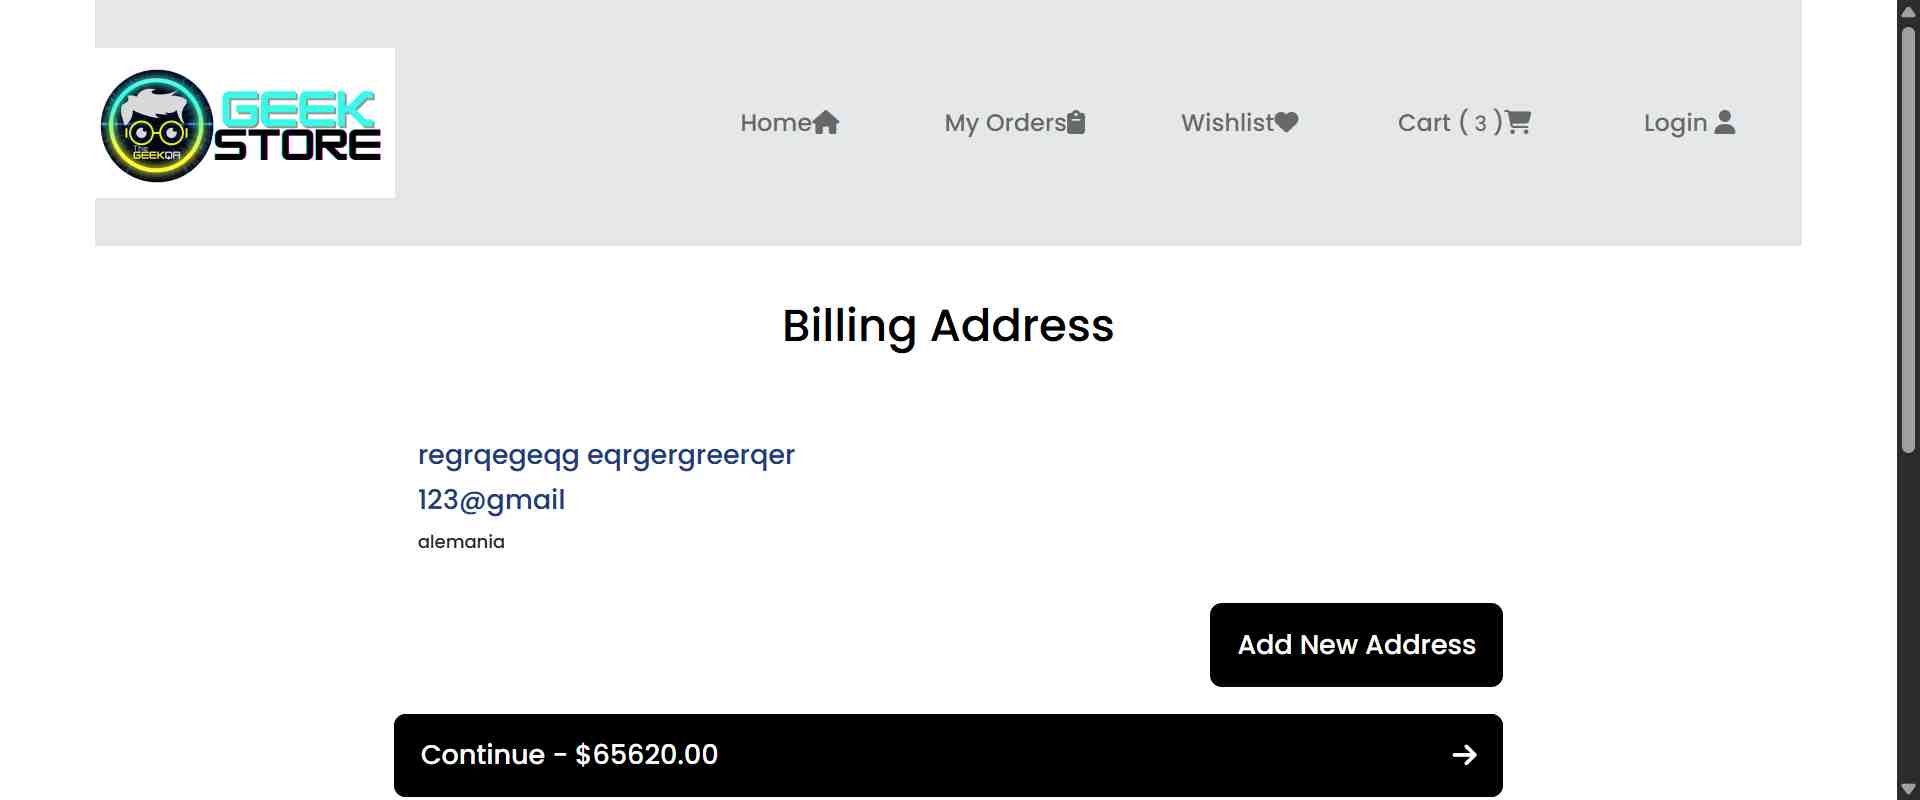 The
GEEKQA
GEEK
STORE
Home
My Orders
Wishlist
Cart ( 3 )
Login
Billing Address
regrqegeqg eqrgergreerqer
123@gmail
alemania
Add New Address
Continue - $65620.00